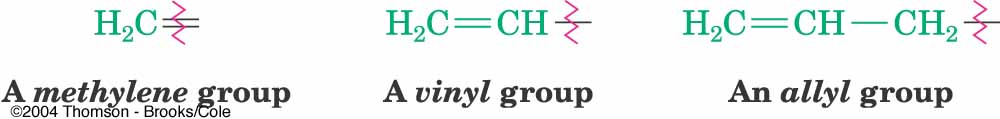 H₂C=
H₂C=CH—
H₂C=CH—CH₂—
A methylene group
A vinyl group
An allyl group
©2004 Thomson - Brooks/Cole